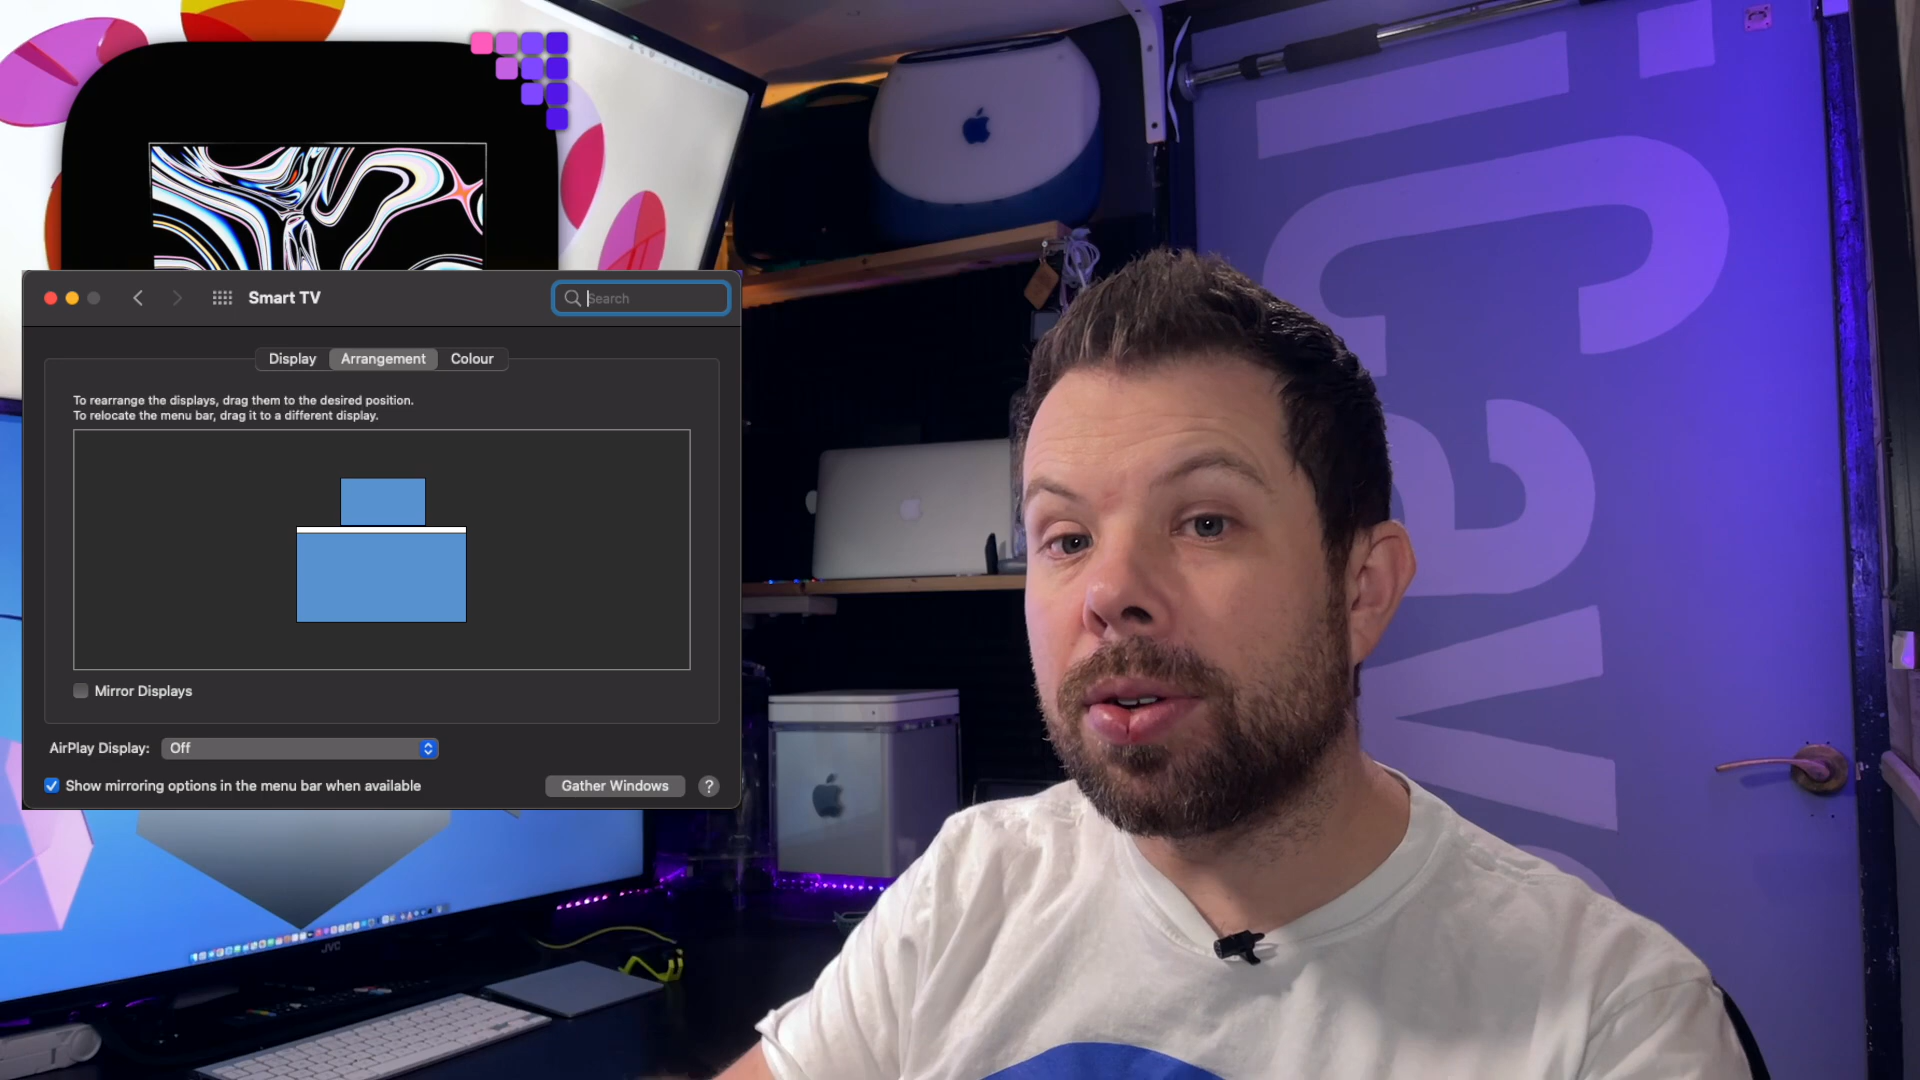 Smart TV
Search
Display
Arrangement
Colour
To rearrange the displays, drag them to the desired position.
To relocate the menu bar, drag it to a different display.
Mirror Displays
AirPlay Display:
Off
Show mirroring options in the menu bar when available
Gather Windows
?
JVC